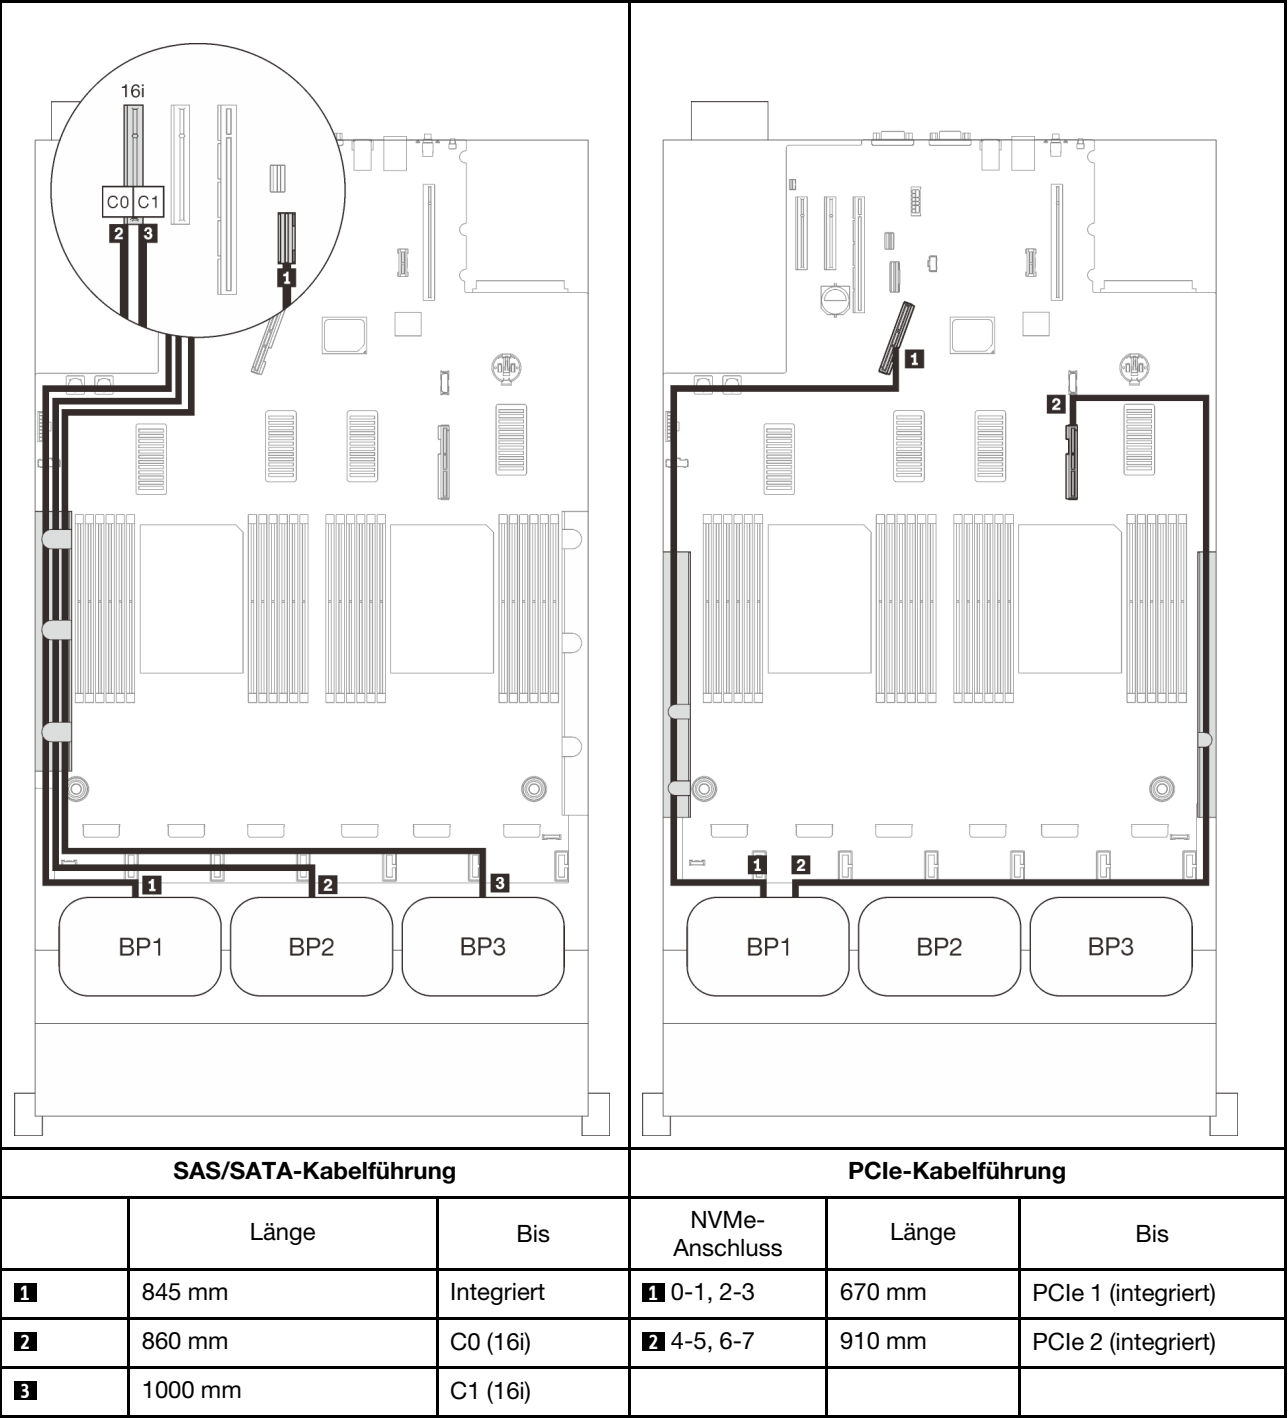 16i
C0 C1
2 3
1
1
2
1 2 3
1 2
BP1 BP2 BP3
BP1 BP2 BP3
SAS/SATA-Kabelführung PCIe-Kabelführung
Länge Bis NVMe-
Anschluss Länge Bis
1 845 mm Integriert 1 0-1, 2-3 670 mm PCIe 1 (integriert)
2 860 mm C0 (16i) 2 4-5, 6-7 910 mm PCIe 2 (integriert)
3 1000 mm C1 (16i)